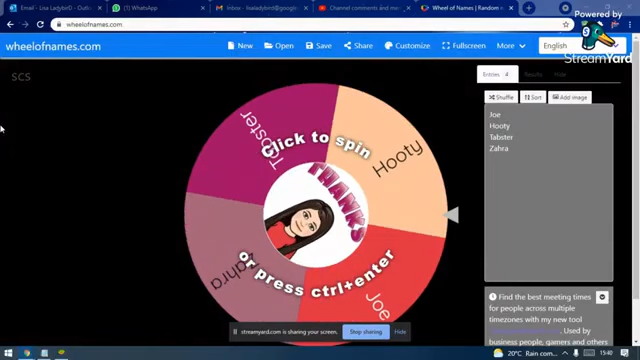 Email - Lisa LadybirD - Outlo
WhatsApp
Inbox - lisaladybird@google
Channel comments and me
Wheel of Names | Random n
Powered by
StreamYard
wheelofnames.com
wheelofnames.com
New
Open
Save
Share
Customize
Fullscreen
More
English
scs
Entries 4
Results
Hide
Shuffle
Sort
Add image
Joe
Hooty
Tabster
Zahra
Tabster
Hooty
Click to spin
THANKS
Zahra
Joe
or press ctrl+enter
Find the best meeting times
for people across multiple
timezones with my new tool
Used by
business people, gamers and others
streamyard.com is sharing your screen.
Stop sharing
Hide
20°C Rain com...
15:40